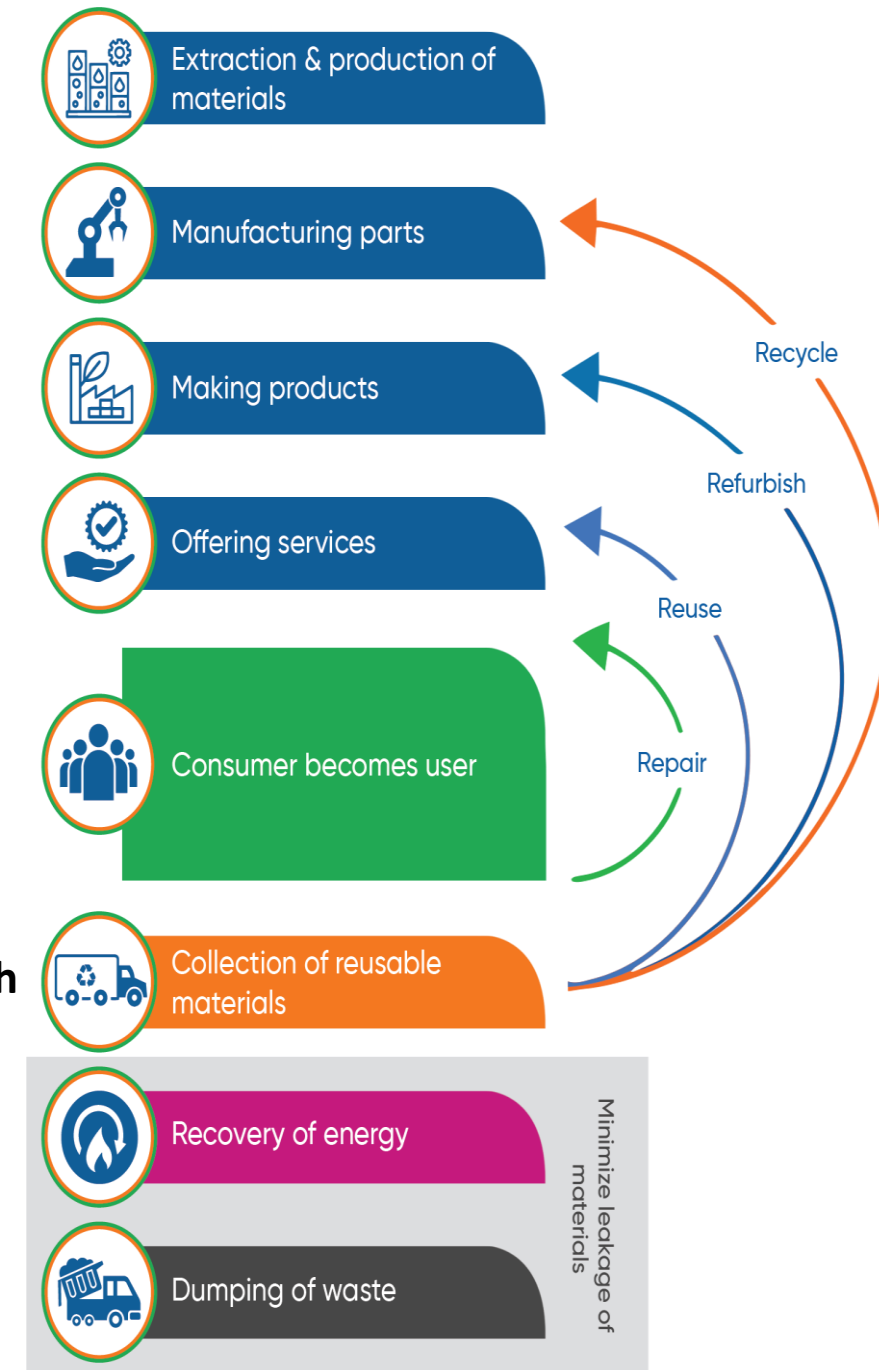 Extraction & production of
materials
Manufacturing parts
Recycle
Making products
Refurbish
Offering services
Reuse
Consumer becomes user
Repair
Collection of reusable
materials
h
Recovery of energy
Minimize leakage of
materials
Dumping of waste